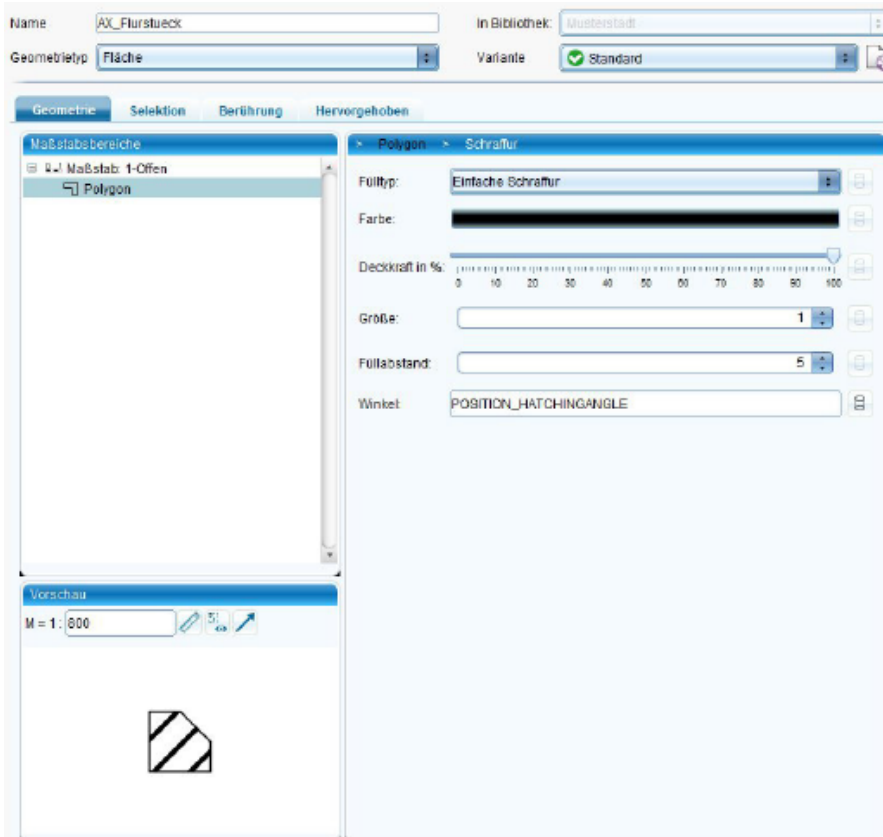 Name AX_Flurstueck In Bibliothek: Musterstadt
Geometrietyp Fläche Variante Standard
Geometrie Selektion Berührung Hervorgehoben
Maßstabsbereiche
Maßstab: 1-Offen
Polygon
> Polygon > Schraffur
Fülltyp: Einfache Schraffur
Farbe:
Deckkraft in %:
0 10 20 30 40 50 60 70 80 90 100
Größe: 1
Füllabstand: 5
Winkel: POSITION_HATCHINGANGLE
Vorschau
M = 1 : 800